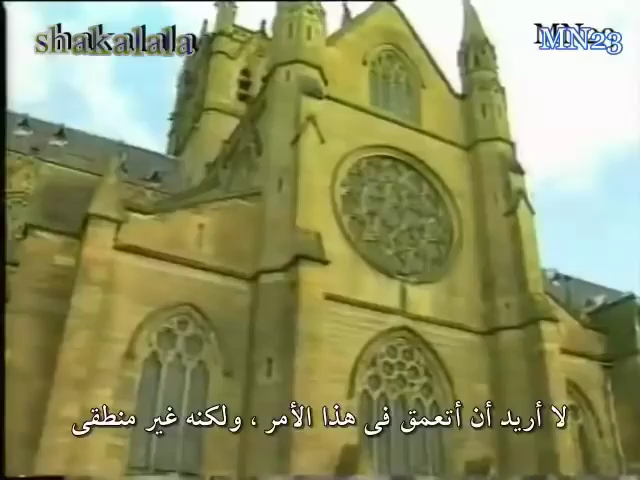 shakalala
MN23
لا أريد أن أتعمق فى هذا الأمر ، ولكنه غير منطقى